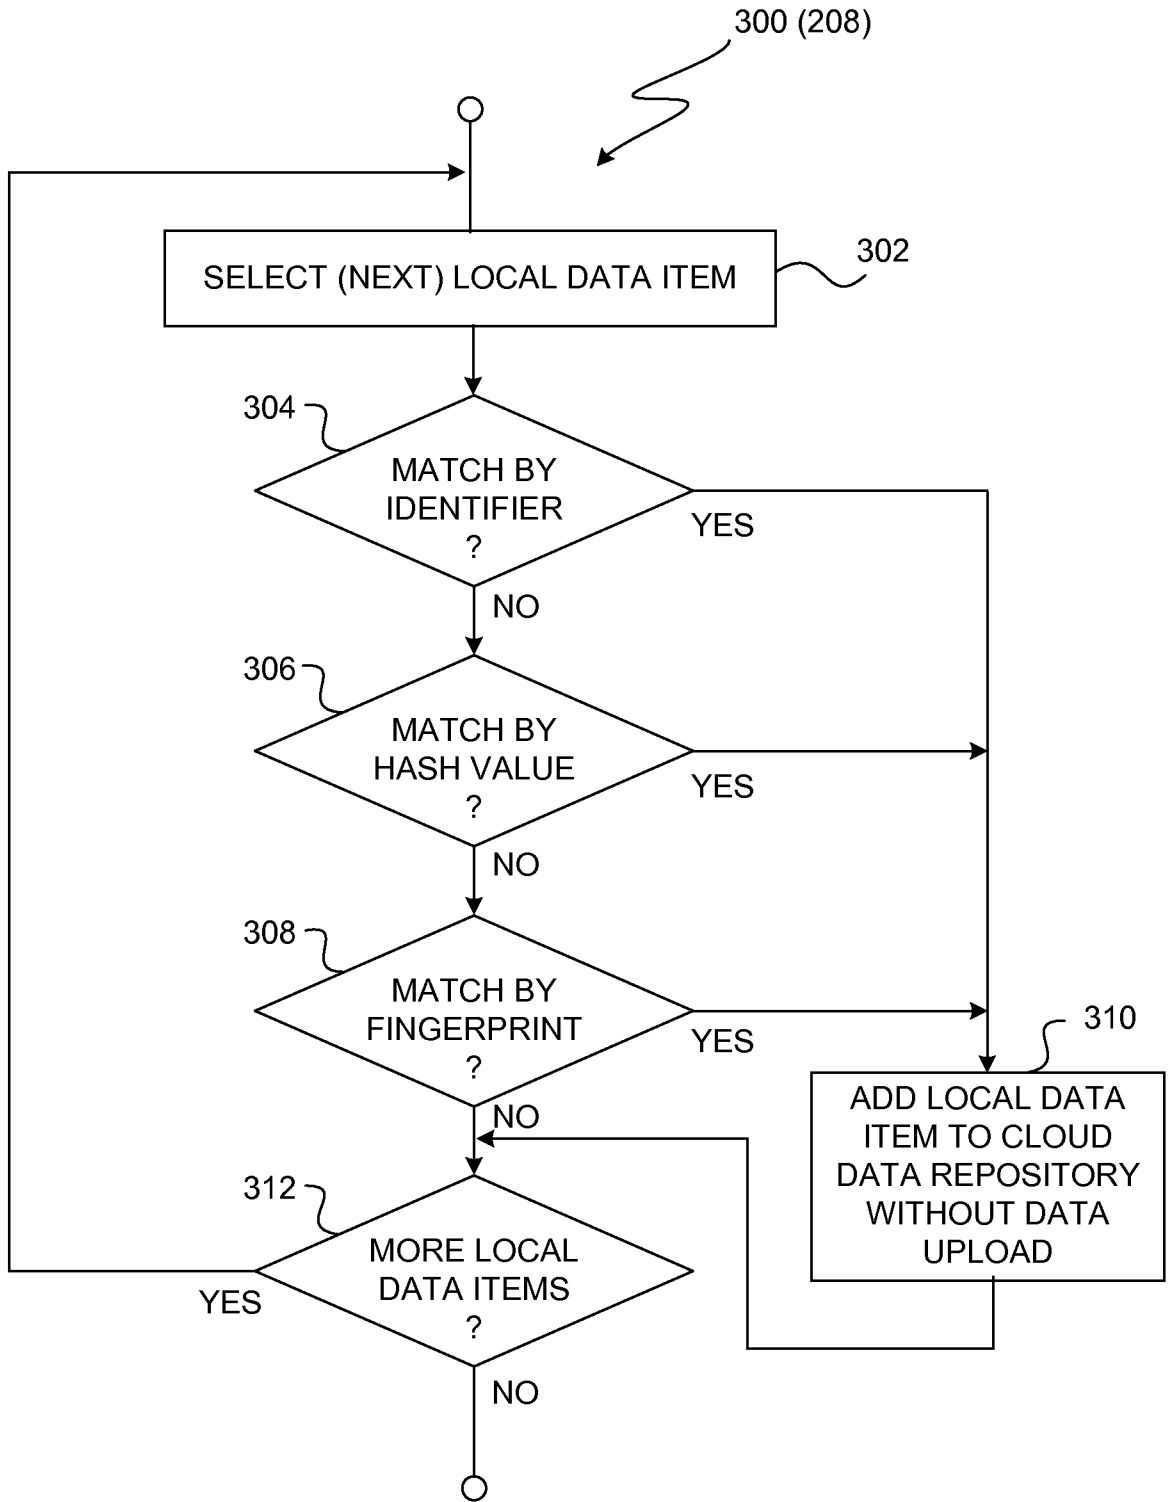 300 (208)
SELECT (NEXT) LOCAL DATA ITEM
302
304
MATCH BY
IDENTIFIER
?
YES
NO
306
MATCH BY
HASH VALUE
?
YES
NO
308
MATCH BY
FINGERPRINT
?
YES
NO
310
ADD LOCAL DATA
ITEM TO CLOUD
DATA REPOSITORY
WITHOUT DATA
UPLOAD
312
MORE LOCAL
DATA ITEMS
?
YES
NO